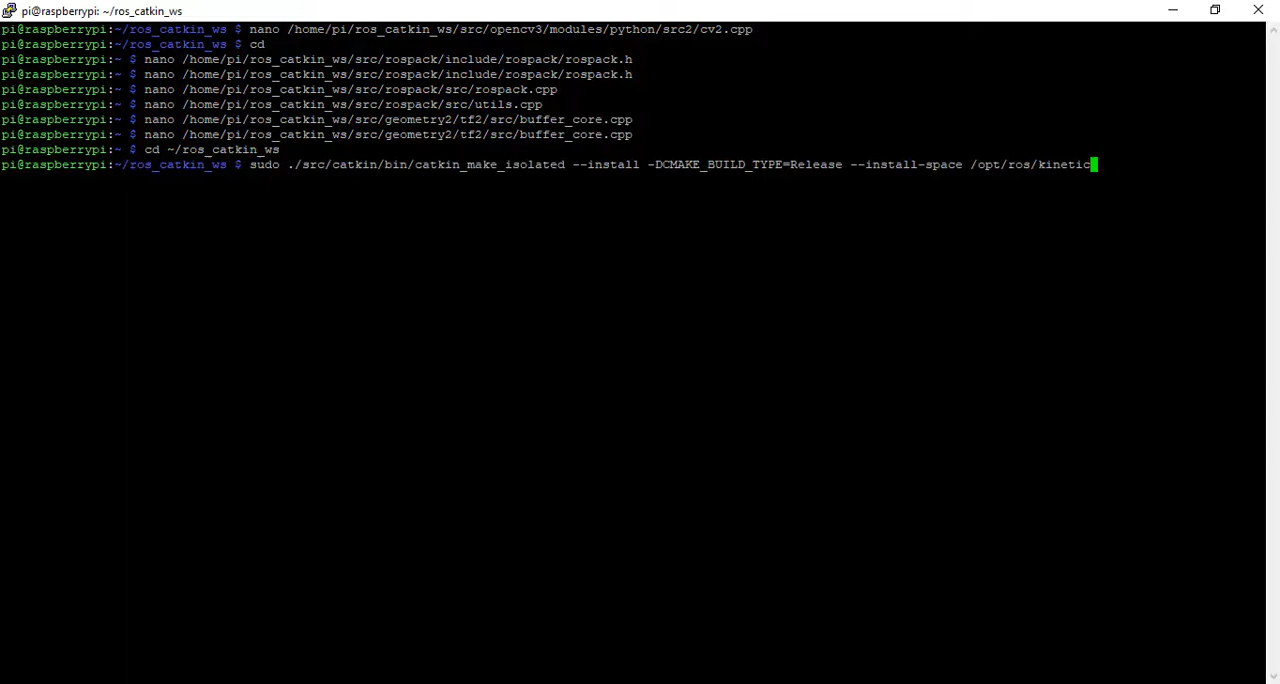 pi@raspberrypi: ~/ros_catkin_ws
pi@raspberrypi:~/ros_catkin_ws $ nano /home/pi/ros_catkin_ws/src/opencv3/modules/python/src2/cv2.cpp
pi@raspberrypi:~/ros_catkin_ws $ cd
pi@raspberrypi:~ $ nano /home/pi/ros_catkin_ws/src/rospack/include/rospack/rospack.h
pi@raspberrypi:~ $ nano /home/pi/ros_catkin_ws/src/rospack/include/rospack/rospack.h
pi@raspberrypi:~ $ nano /home/pi/ros_catkin_ws/src/rospack/src/rospack.cpp
pi@raspberrypi:~ $ nano /home/pi/ros_catkin_ws/src/rospack/src/utils.cpp
pi@raspberrypi:~ $ nano /home/pi/ros_catkin_ws/src/geometry2/tf2/src/buffer_core.cpp
pi@raspberrypi:~ $ nano /home/pi/ros_catkin_ws/src/geometry2/tf2/src/buffer_core.cpp
pi@raspberrypi:~ $ cd ~/ros_catkin_ws
pi@raspberrypi:~/ros_catkin_ws $ sudo ./src/catkin/bin/catkin_make_isolated --install -DCMAKE_BUILD_TYPE=Release --install-space /opt/ros/kinetic